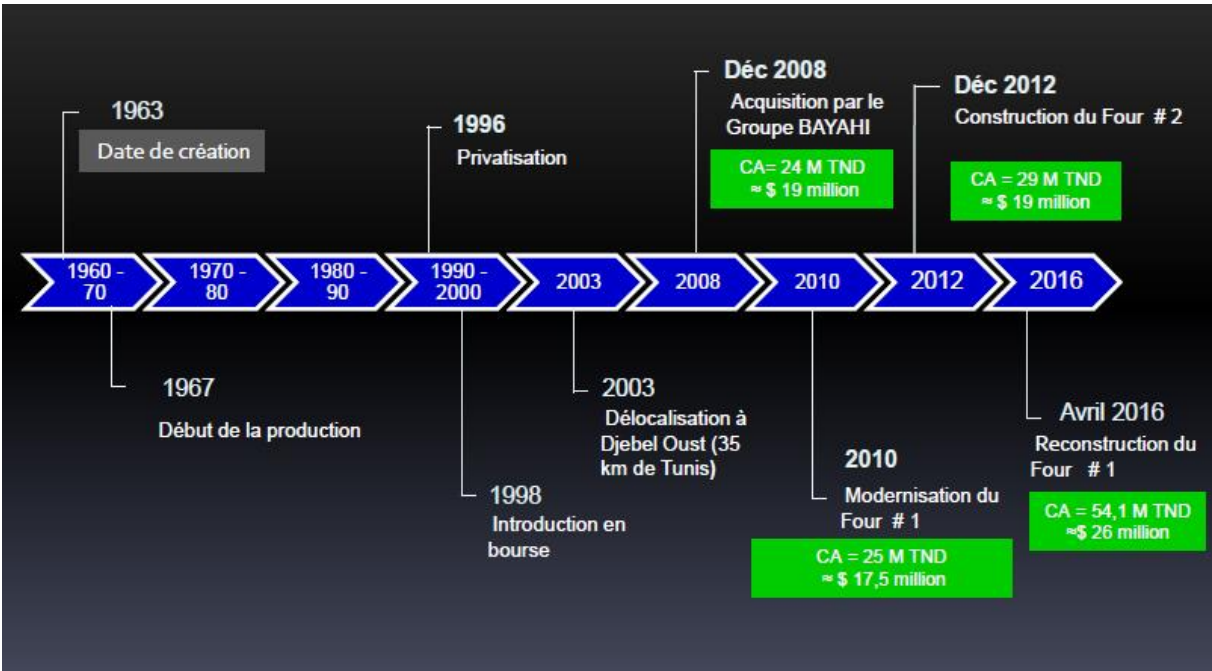 1963
Date de création
1996
Privatisation
Déc 2008
Acquisition par le
Groupe BAYAHI
CA= 24 M TND
≈ $ 19 million
Déc 2012
Construction du Four # 2
CA = 29 M TND
≈ $ 19 million
1960 -
70
1970 -
80
1980 -
90
1990 -
2000
2003
2008
2010
2012
2016
1967
Début de la production
1998
Introduction en
bourse
2003
Délocalisation à
Djebel Oust (35
km de Tunis)
2010
Modernisation du
Four # 1
CA = 25 M TND
≈ $ 17,5 million
Avril 2016
Reconstruction du
Four # 1
CA = 54,1 M TND
≈$ 26 million